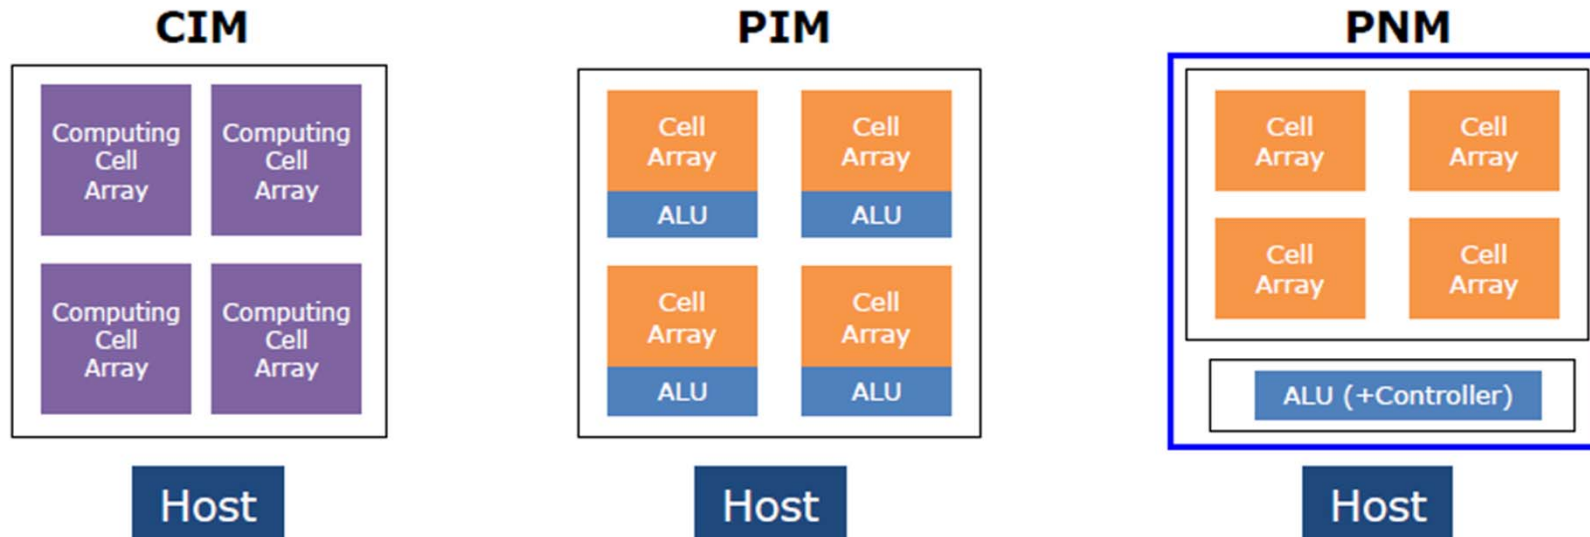 CIM
Computing
Cell
Array
Computing
Cell
Array
Computing
Cell
Array
Computing
Cell
Array
Host
PIM
Cell
Array
ALU
Cell
Array
ALU
Cell
Array
ALU
Cell
Array
ALU
Host
PNM
Cell
Array
Cell
Array
Cell
Array
Cell
Array
ALU (+Controller)
Host